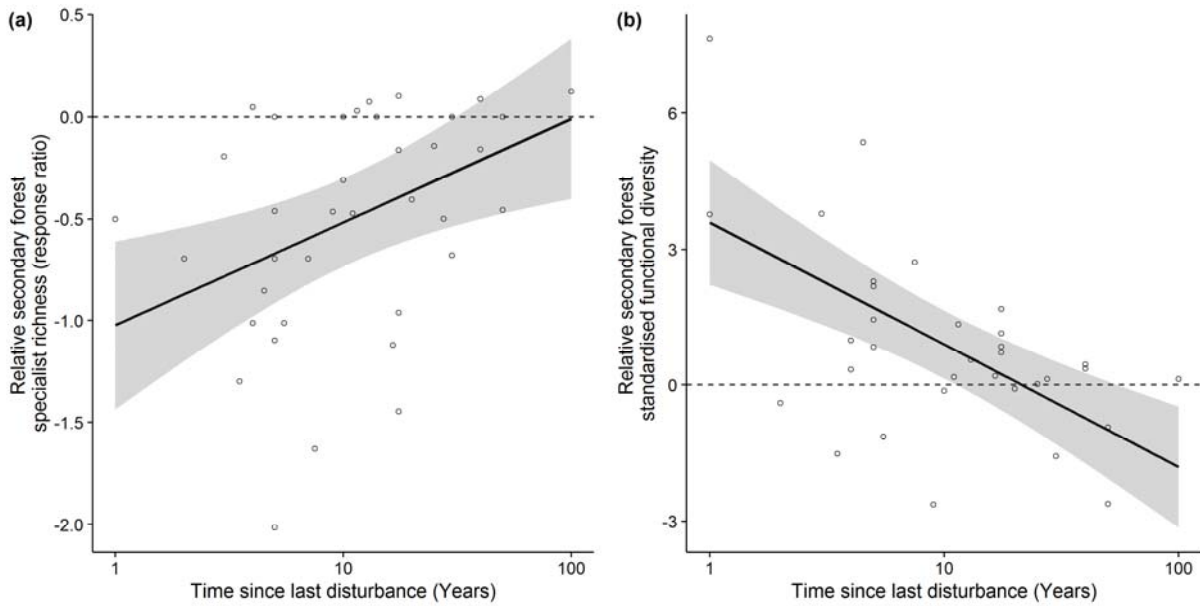 (a)
Relative secondary forest
specialist richness (response ratio)
0.5
0.0
-0.5
-1.0
-1.5
-2.0
1
10
100
Time since last disturbance (Years)
(b)
Relative secondary forest
standardised functional diversity
6
3
0
-3
1
10
100
Time since last disturbance (Years)